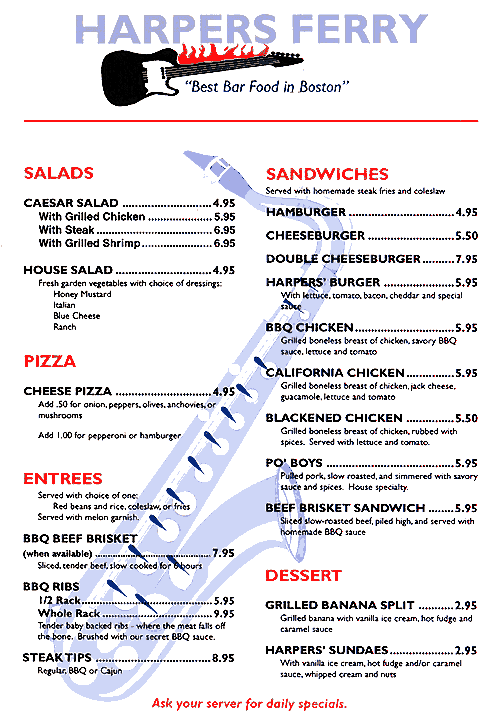 HARPERS FERRY
"Best Bar Food in Boston"
SALADS
CAESAR SALAD ............................4.95
With Grilled Chicken ....................5.95
With Steak ....................................6.95
With Grilled Shrimp......................6.95
HOUSE SALAD ..............................4.95
Fresh garden vegetables with choice of dressings:
Honey Mustard
Italian
Blue Cheese
Ranch
PIZZA
CHEESE PIZZA ..............................4.95
Add .50 for onion, peppers, olives, anchovies, or
mushrooms
Add 1.00 for pepperoni or hamburger
ENTREES
Served with choice of one:
Red beans and rice, coleslaw, or fries
Served with melon garnish.
BBQ BEEF BRISKET
(when available) ....................................7.95
Sliced, tender beef, slow cooked for 6 hours
BBQ RIBS
1/2 Rack.........................................5.95
Whole Rack ...................................9.95
Tender baby backed ribs - where the meat falls off
the bone. Brushed with our secret BBQ sauce.
STEAK TIPS ....................................8.95
Regular, BBQ or Cajun
SANDWICHES
Served with homemade steak fries and coleslaw
HAMBURGER ..................................4.95
CHEESEBURGER ...........................5.50
DOUBLE CHEESEBURGER ..........7.95
HARPERS' BURGER ......................5.95
With lettuce, tomato, bacon, cheddar and special
sauce
BBQ CHICKEN................................5.95
Grilled boneless breast of chicken, savory BBQ
sauce, lettuce and tomato
CALIFORNIA CHICKEN...............5.95
Grilled boneless breast of chicken, jack cheese,
guacamole, lettuce and tomato
BLACKENED CHICKEN ...............5.50
Grilled boneless breast of chicken, rubbed with
spices. Served with lettuce and tomato.
PO' BOYS ........................................5.95
Pulled pork, slow roasted, and simmered with savory
sauce and spices. House specialty.
BEEF BRISKET SANDWICH ........5.95
Sliced slow-roasted beef, piled high, and served with
homemade BBQ sauce
DESSERT
GRILLED BANANA SPLIT ...........2.95
Grilled banana with vanilla ice cream, hot fudge and
caramel sauce
HARPERS' SUNDAES....................2.95
With vanilla ice cream, hot fudge and/or caramel
sauce, whipped cream and nuts
Ask your server for daily specials.